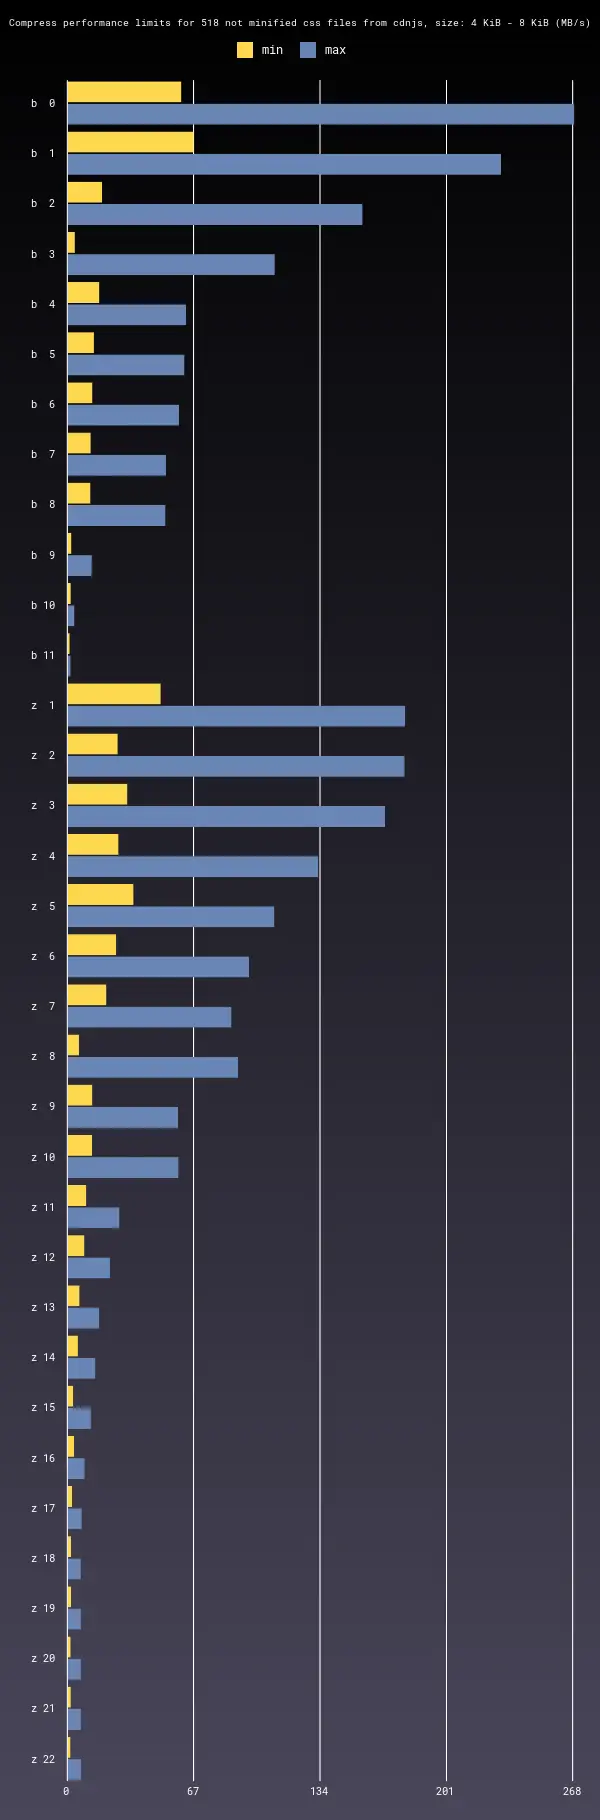 Compress performance limits for 518 not minified css files from cdnjs, size: 4 KiB - 8 KiB (MB/s)
min max
b 0
b 1
b 2
b 3
b 4
b 5
b 6
b 7
b 8
b 9
b 10
b 11
z 1
z 2
z 3
z 4
z 5
z 6
z 7
z 8
z 9
z 10
z 11
z 12
z 13
z 14
z 15
z 16
z 17
z 18
z 19
z 20
z 21
z 22
0 67 134 201 268